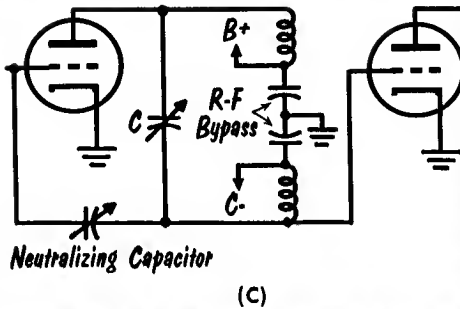 B+
R-F
Bypass
C
C-
Neutralizing Capacitor
(C)